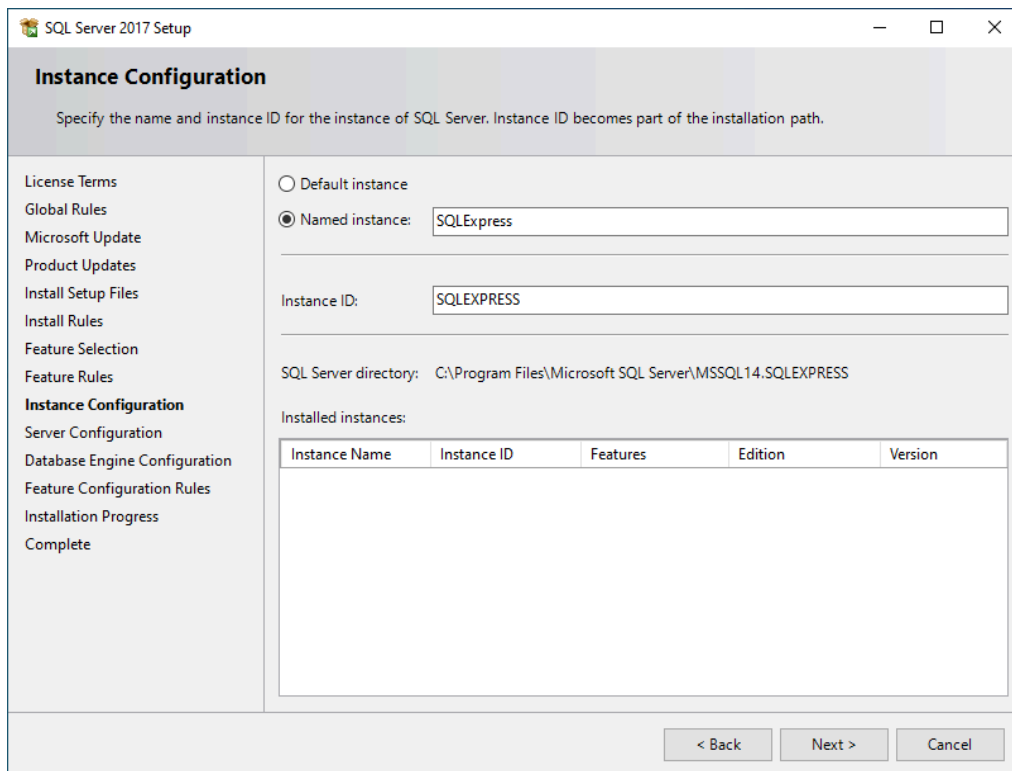 SQL Server 2017 Setup
Instance Configuration
Specify the name and instance ID for the instance of SQL Server. Instance ID becomes part of the installation path.
License Terms
Global Rules
Microsoft Update
Product Updates
Install Setup Files
Install Rules
Feature Selection
Feature Rules
Instance Configuration
Server Configuration
Database Engine Configuration
Feature Configuration Rules
Installation Progress
Complete
Default instance
Named instance: SQLExpress
Instance ID: SQLEXPRESS
SQL Server directory: C:\Program Files\Microsoft SQL Server\MSSQL14.SQLEXPRESS
Installed instances:
Instance Name Instance ID Features Edition Version
< Back Next > Cancel